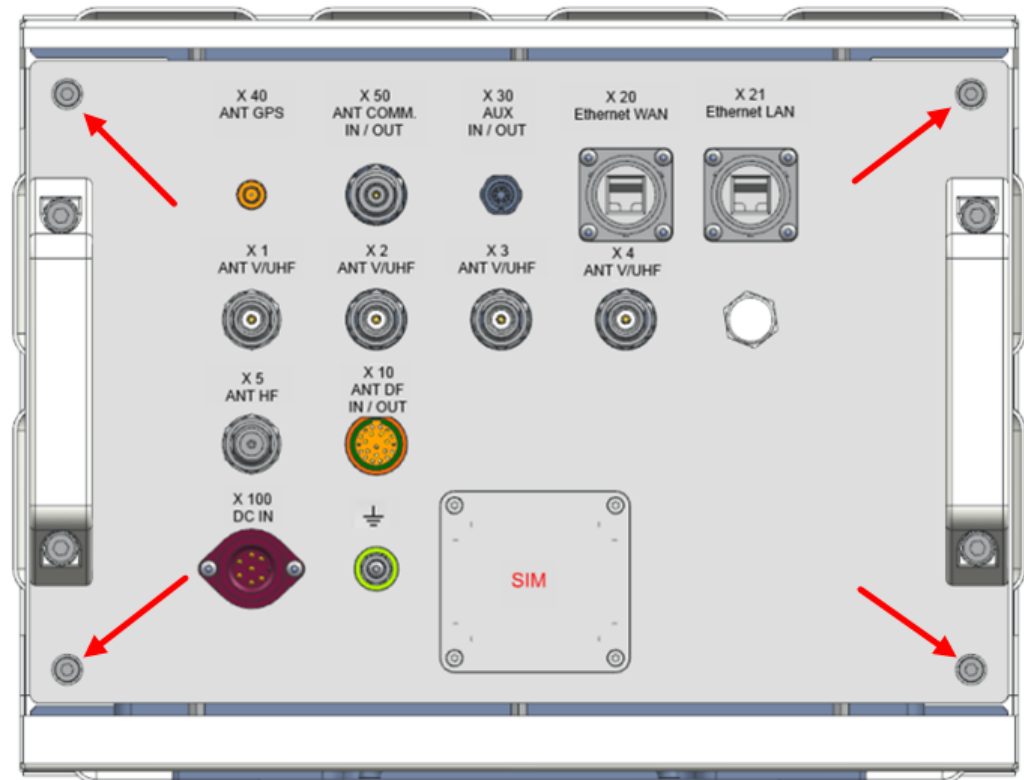 X 40
ANT GPS
X 50
ANT COMM.
IN / OUT
X 30
AUX
IN / OUT
X 20
Ethernet WAN
X 21
Ethernet LAN
X 1
ANT V/UHF
X 2
ANT V/UHF
X 3
ANT V/UHF
X 4
ANT V/UHF
X 5
ANT HF
X 10
ANT DF
IN / OUT
X 100
DC IN
SIM